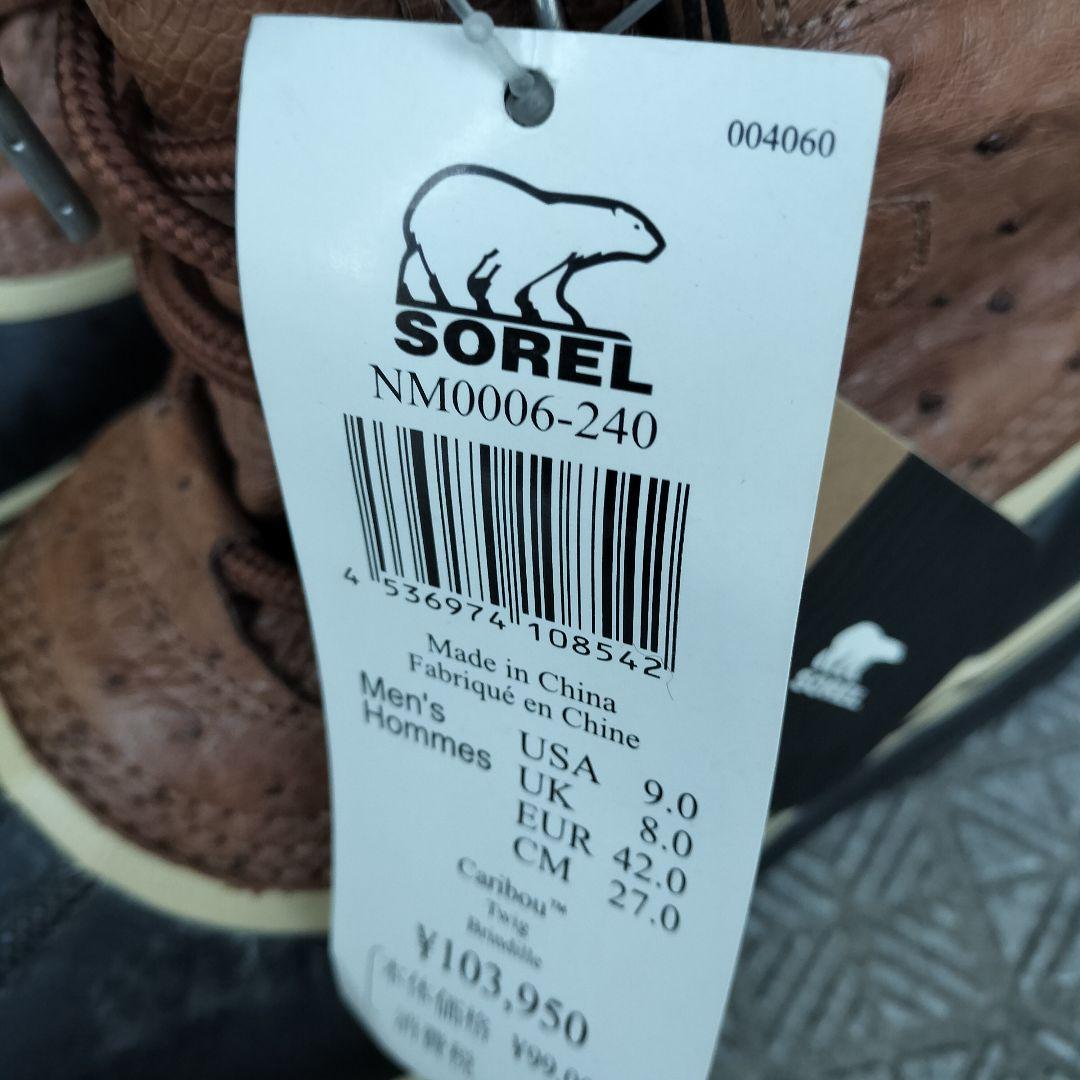 004060
SOREL
NM0006-240
4 536974 108542
Made in China
Fabriqué en Chine
Men's
Hommes
USA 9.0
UK 8.0
EUR 42.0
CM 27.0
Caribou™
Twig
Brindille
¥103,950
本体価格 ¥99,0
消費税
SOREL